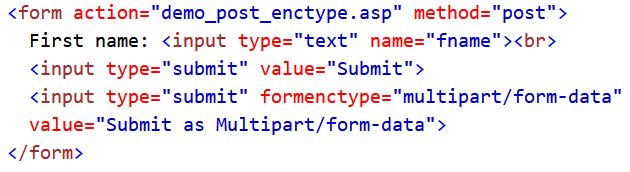 <form action="demo_post_enctype.asp" method="post">
First name: <input type="text" name="fname"><br>
<input type="submit" value="Submit">
<input type="submit" formenctype="multipart/form-data"
value="Submit as Multipart/form-data">
</form>